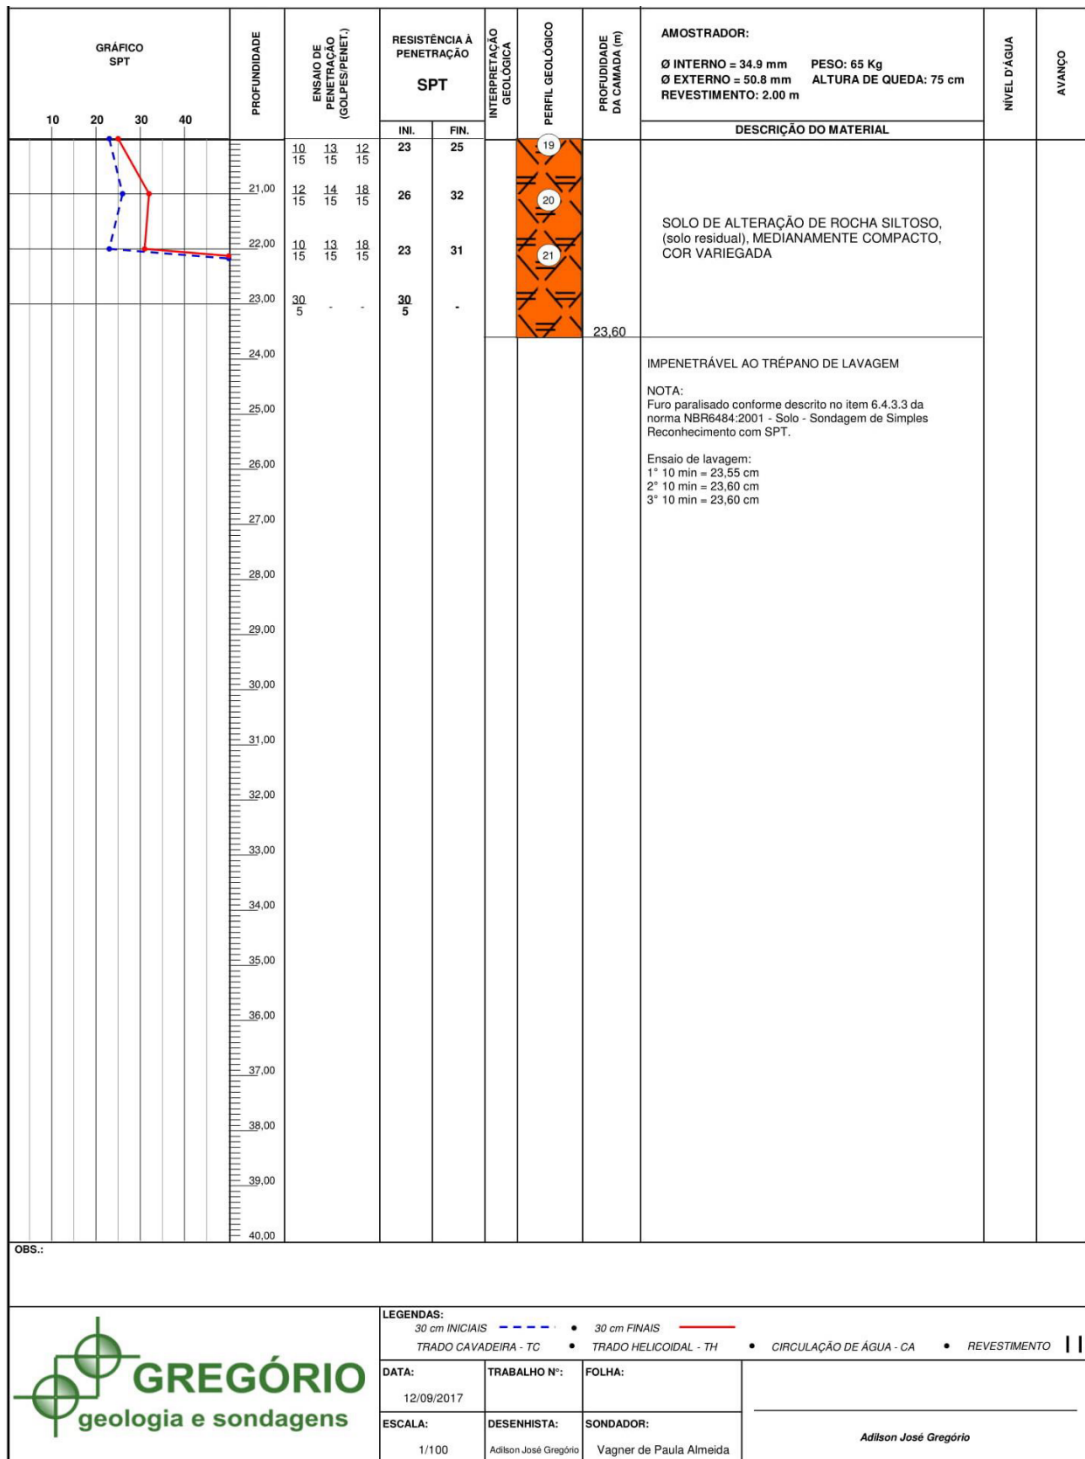 GRÁFICO
SPT
10 20 30 40
PROFUNDIDADE
ENSAIO DE
PENETRAÇÃO
(GOLPES/PENET.)
RESISTÊNCIA À
PENETRAÇÃO
SPT
INI. FIN.
INTERPRETAÇÃO
GEOLÓGICA
PERFIL GEOLÓGICO
PROFUDIDADE
DA CAMADA (m)
AMOSTRADOR:
Ø INTERNO = 34.9 mm PESO: 65 Kg
Ø EXTERNO = 50.8 mm ALTURA DE QUEDA: 75 cm
REVESTIMENTO: 2.00 m
DESCRIÇÃO DO MATERIAL
NÍVEL D'ÁGUA
AVANÇO
10 13 12 23 25 19
15 15 15
21,00 12 14 18 26 32 20
15 15 15
22,00 10 13 18 23 31 21
15 15 15
23,00 30 - - 30 -
5 5
23,60
SOLO DE ALTERAÇÃO DE ROCHA SILTOSO,
(solo residual), MEDIANAMENTE COMPACTO,
COR VARIEGADA
IMPENETRÁVEL AO TRÉPANO DE LAVAGEM
NOTA:
Furo paralisado conforme descrito no item 6.4.3.3 da
norma NBR6484:2001 - Solo - Sondagem de Simples
Reconhecimento com SPT.
Ensaio de lavagem:
1° 10 min = 23,55 cm
2° 10 min = 23,60 cm
3° 10 min = 23,60 cm
24,00
25,00
26,00
27,00
28,00
29,00
30,00
31,00
32,00
33,00
34,00
35,00
36,00
37,00
38,00
39,00
40,00
OBS.:
GREGÓRIO
geologia e sondagens
LEGENDAS:
30 cm INICIAIS • 30 cm FINAIS
TRADO CAVADEIRA - TC • TRADO HELICOIDAL - TH • CIRCULAÇÃO DE ÁGUA - CA • REVESTIMENTO
DATA: TRABALHO N°: FOLHA:
12/09/2017
ESCALA: DESENHISTA: SONDADOR:
1/100 Adilson José Gregório Vagner de Paula Almeida
Adilson José Gregório